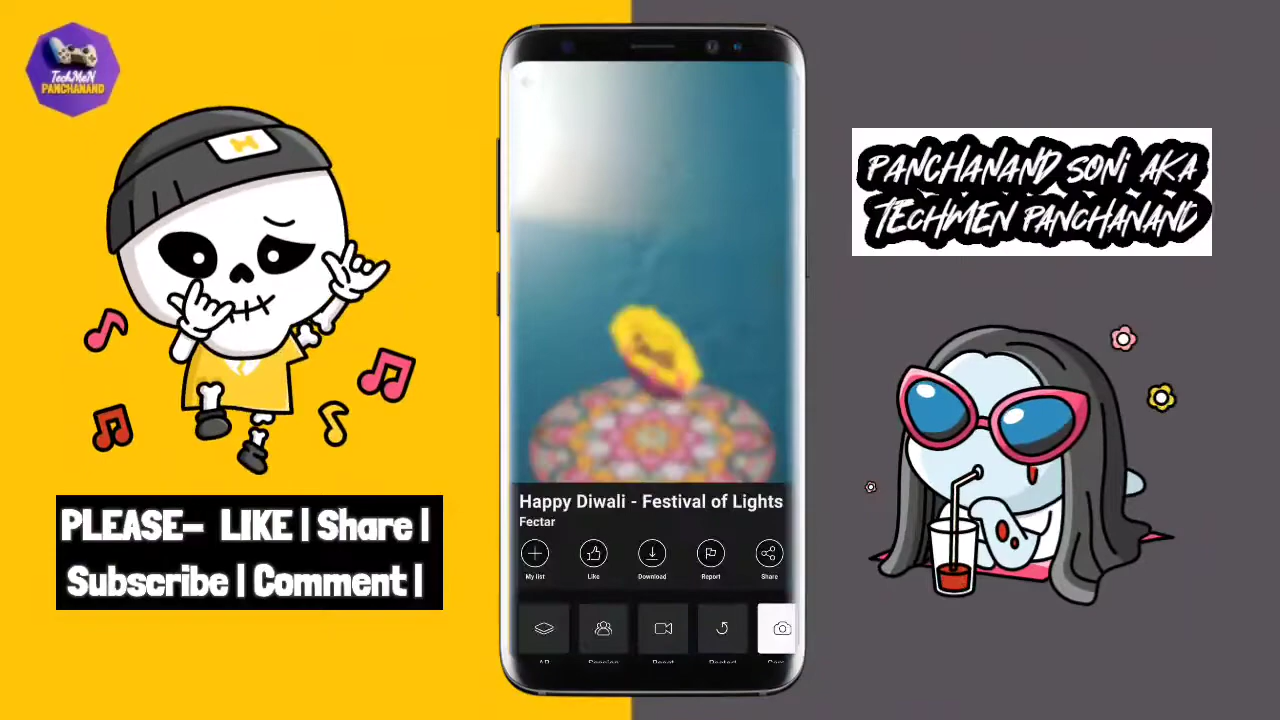 TechMeN
PANCHANAND
PANCHANAND SONI AKA
TECHMEN PANCHANAND
PLEASE- LIKE | Share |
Subscribe | Comment |
Happy Diwali - Festival of Lights
Fectar
My list Like Download Report Share